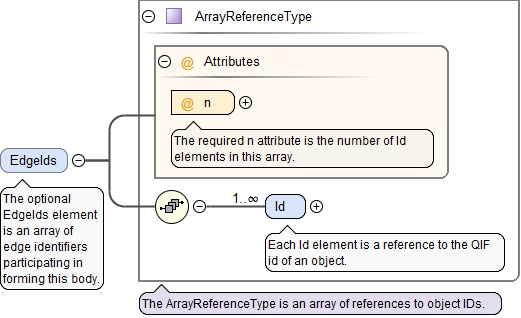 ArrayReferenceType
@ Attributes
@ n
The required n attribute is the number of Id
elements in this array.
EdgeIds
The optional
EdgeIds element
is an array of
edge identifiers
participating in
forming this body.
1..∞
Id
Each Id element is a reference to the QIF
id of an object.
The ArrayReferenceType is an array of references to object IDs.